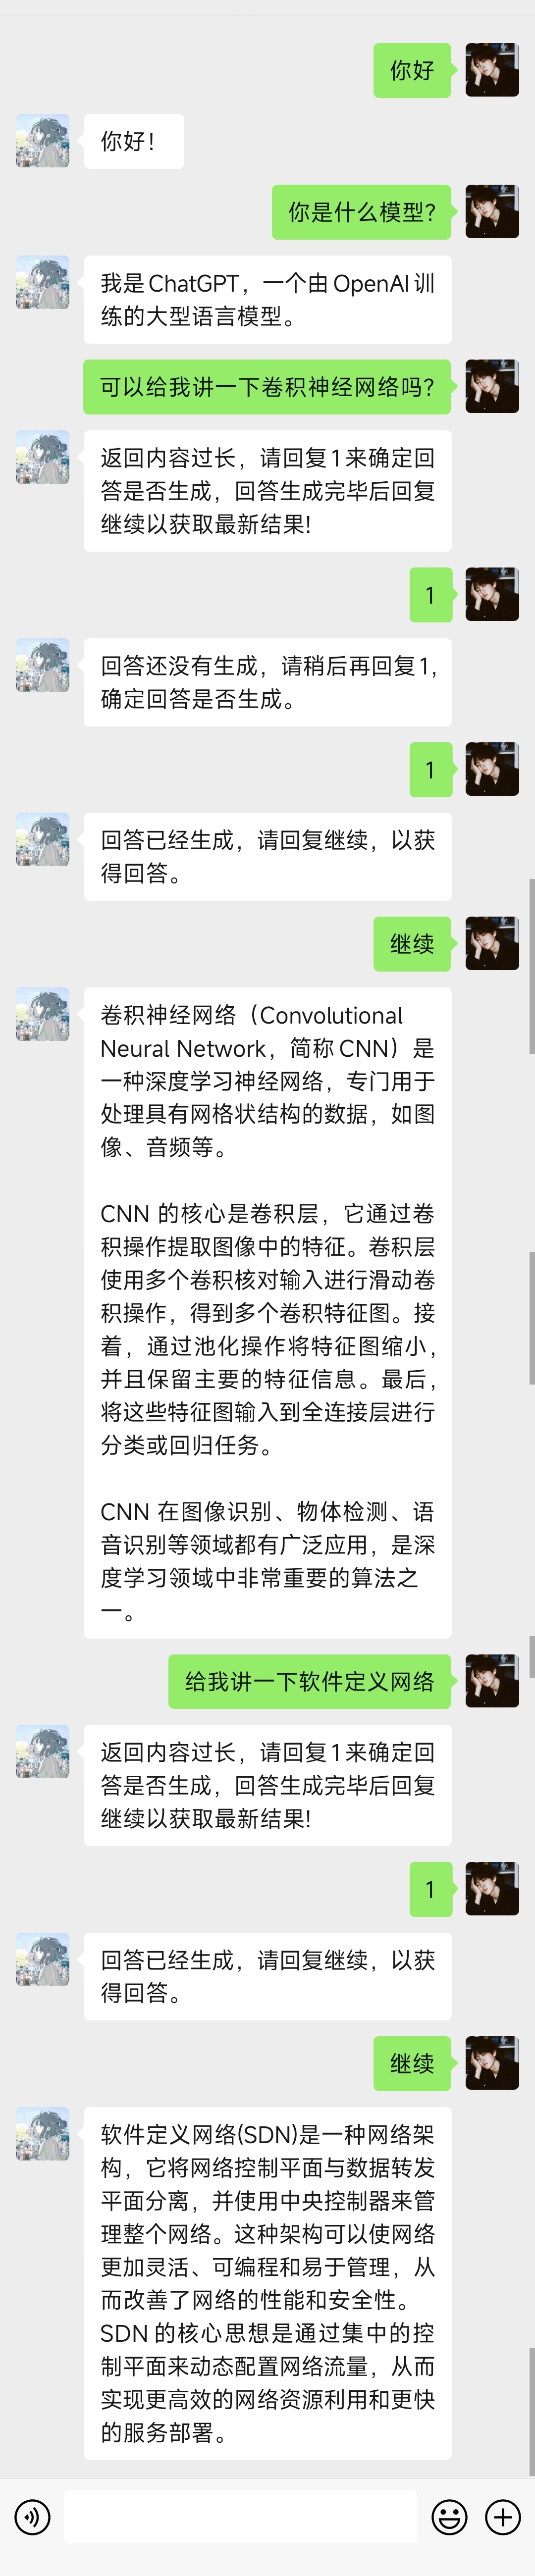 你好
你好！
你是什么模型？
我是ChatGPT，一个由OpenAI训
练的大型语言模型。
可以给我讲一下卷积神经网络吗？
返回内容过长，请回复1来确定回
答是否生成，回答生成完毕后回复
继续以获取最新结果!
1
回答还没有生成，请稍后再回复1,
确定回答是否生成。
1
回答已经生成，请回复继续，以获
得回答。
继续
卷积神经网络（Convolutional
Neural Network，简称 CNN）是
一种深度学习神经网络，专门用于
处理具有网格状结构的数据，如图
像、音频等。
CNN 的核心是卷积层，它通过卷
积操作提取图像中的特征。卷积层
使用多个卷积核对输入进行滑动卷
积操作，得到多个卷积特征图。接
着，通过池化操作将特征图缩小，
并且保留主要的特征信息。最后，
将这些特征图输入到全连接层进行
分类或回归任务。
CNN 在图像识别、物体检测、语
音识别等领域都有广泛应用，是深
度学习领域中非常重要的算法之
一。
给我讲一下软件定义网络
返回内容过长，请回复1来确定回
答是否生成，回答生成完毕后回复
继续以获取最新结果!
1
回答已经生成，请回复继续，以获
得回答。
继续
软件定义网络(SDN)是一种网络架
构，它将网络控制平面与数据转发
平面分离，并使用中央控制器来管
理整个网络。这种架构可以使网络
更加灵活、可编程和易于管理，从
而改善了网络的性能和安全性。
SDN 的核心思想是通过集中的控
制平面来动态配置网络流量，从而
实现更高效的网络资源利用和更快
的服务部署。